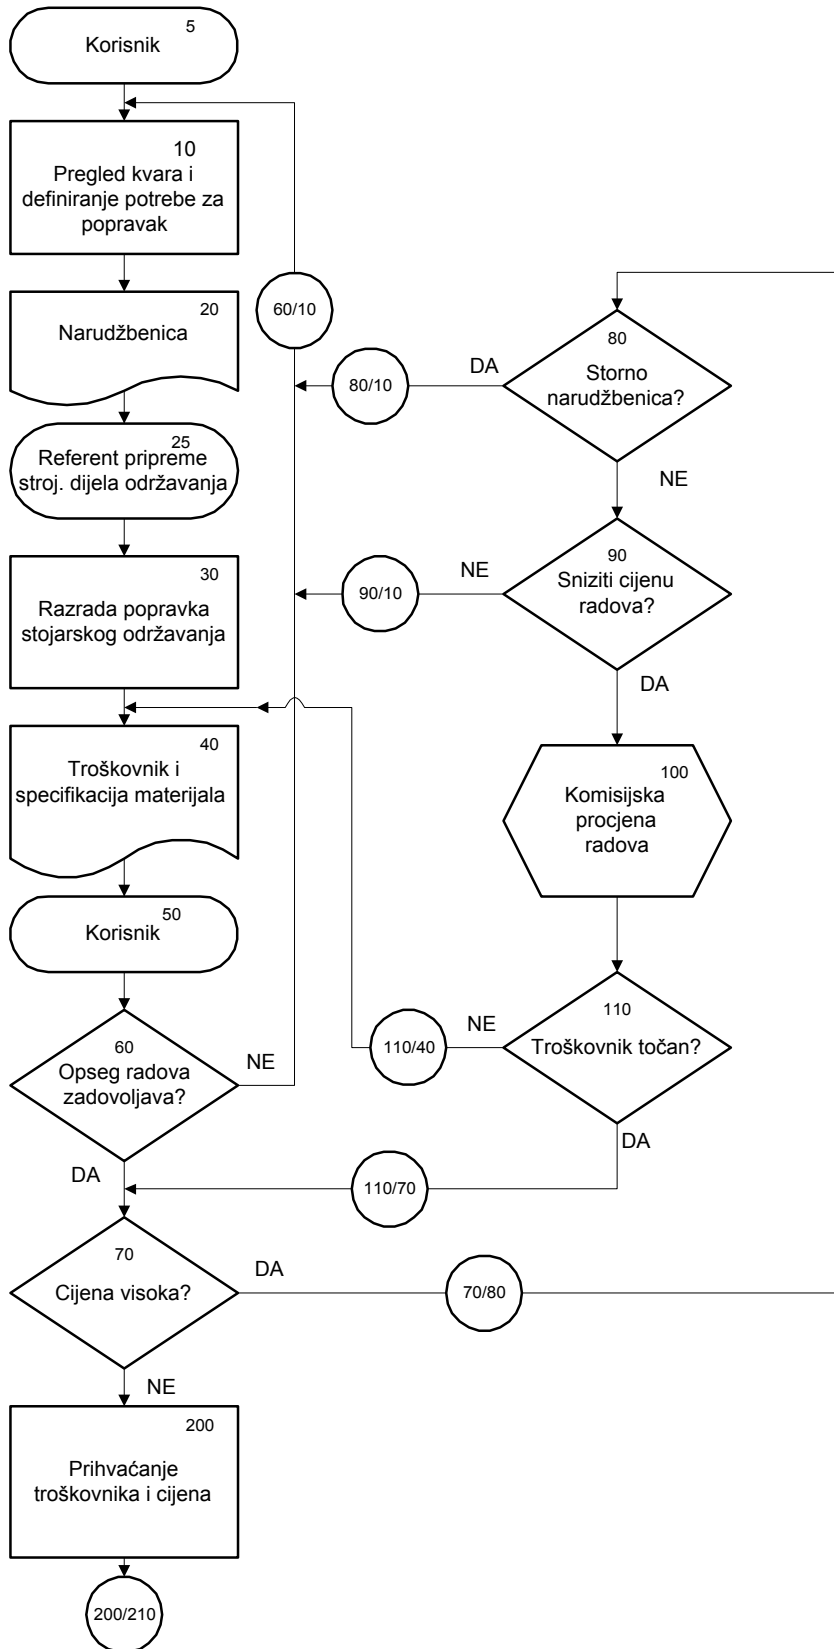 5
Korisnik
10
Pregled kvara i
definiranje potrebe za
popravak
20
Narudžbenica
25
Referent pripreme
stroj. dijela održavanja
30
Razrada popravka
stojarskog održavanja
40
Troškovnik i
specifikacija materijala
50
Korisnik
60
Opseg radova
zadovoljava?
NE
DA
70
Cijena visoka?
DA
NE
200
Prihvaćanje
troškovnika i cijena
200/210
60/10
80/10
DA
80
Storno
narudžbenica?
NE
90/10
NE
90
Sniziti cijenu
radova?
DA
100
Komisijska
procjena
radova
110/40
NE
110
Troškovnik točan?
DA
110/70
70/80